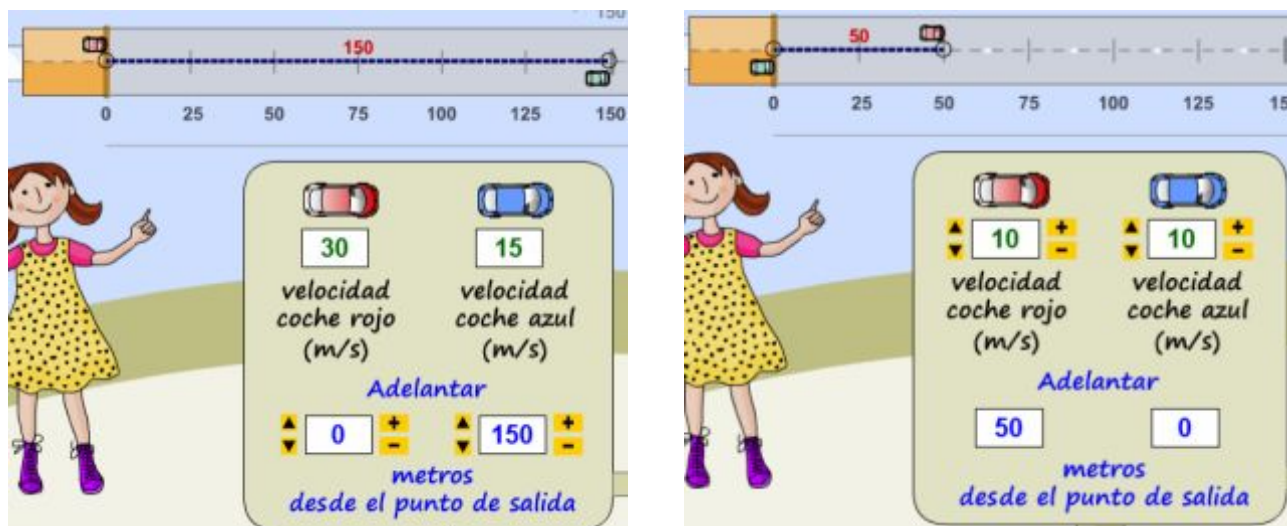 150
150
0 25 50 75 100 125 150
30 15
velocidad velocidad
coche rojo coche azul
(m/s) (m/s)
Adelantar
0 + - 150 + -
metros
desde el punto de salida
50
0 25 50 75 100 125
10 + - 10 + -
velocidad velocidad
coche rojo coche azul
(m/s) (m/s)
Adelantar
50 0
metros
desde el punto de salida